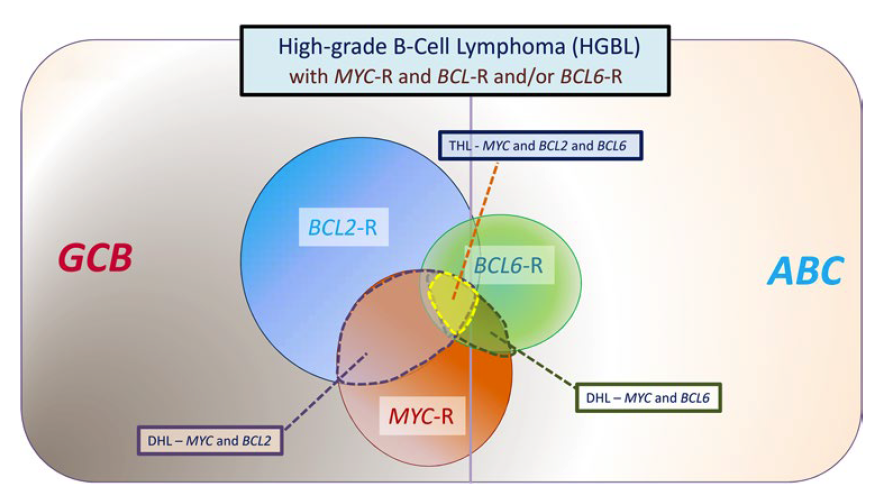 High-grade B-Cell Lymphoma (HGBL)
with MYC-R and BCL-R and/or BCL6-R
THL - MYC and BCL2 and BCL6
BCL2-R
GCB
BCL6-R
ABC
DHL – MYC and BCL6
MYC-R
DHL – MYC and BCL2